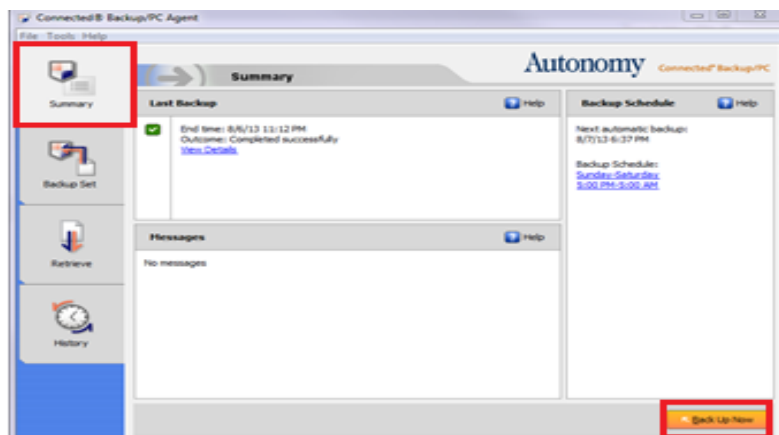 Connected® Backup/PC Agent
File Tools Help
Summary
Backup Set
Retrieve
History
Summary
Autonomy Connected® Backup/PC
Last Backup Help
End time: 8/6/13 11:12 PM
Outcome: Completed successfully
View Details
Messages Help
No messages
Backup Schedule Help
Next automatic backup:
8/7/13 6:37 PM
Backup Schedule:
Sunday-Saturday
5:00 PM-5:00 AM
Back Up Now